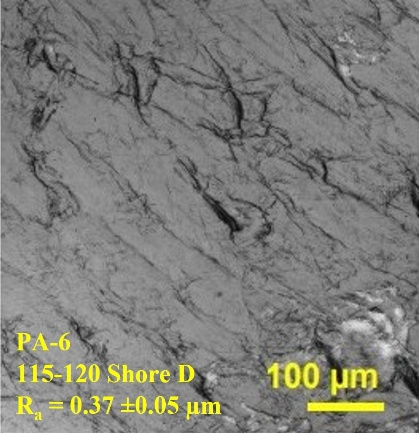 PA-6
115-120 Shore D
Ra = 0.37 ±0.05 µm
100 µm